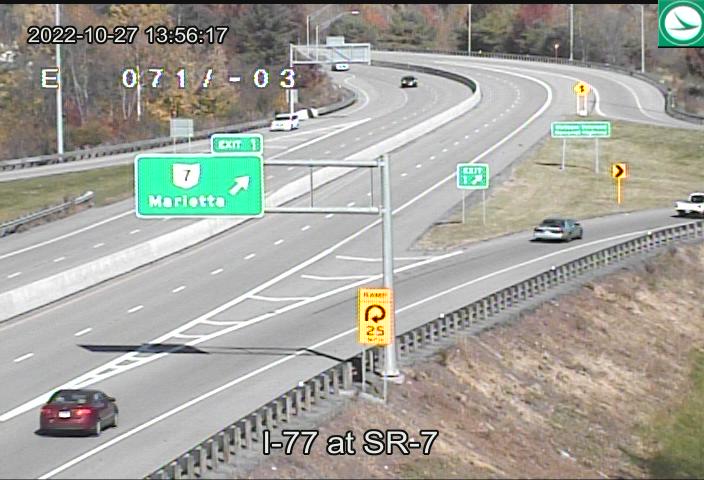 2022-10-27 13:56:17
E 071/-03
EXIT 1
7
Marietta
EXIT
1
RAMP
25
M.P.H.
I-77 at SR-7